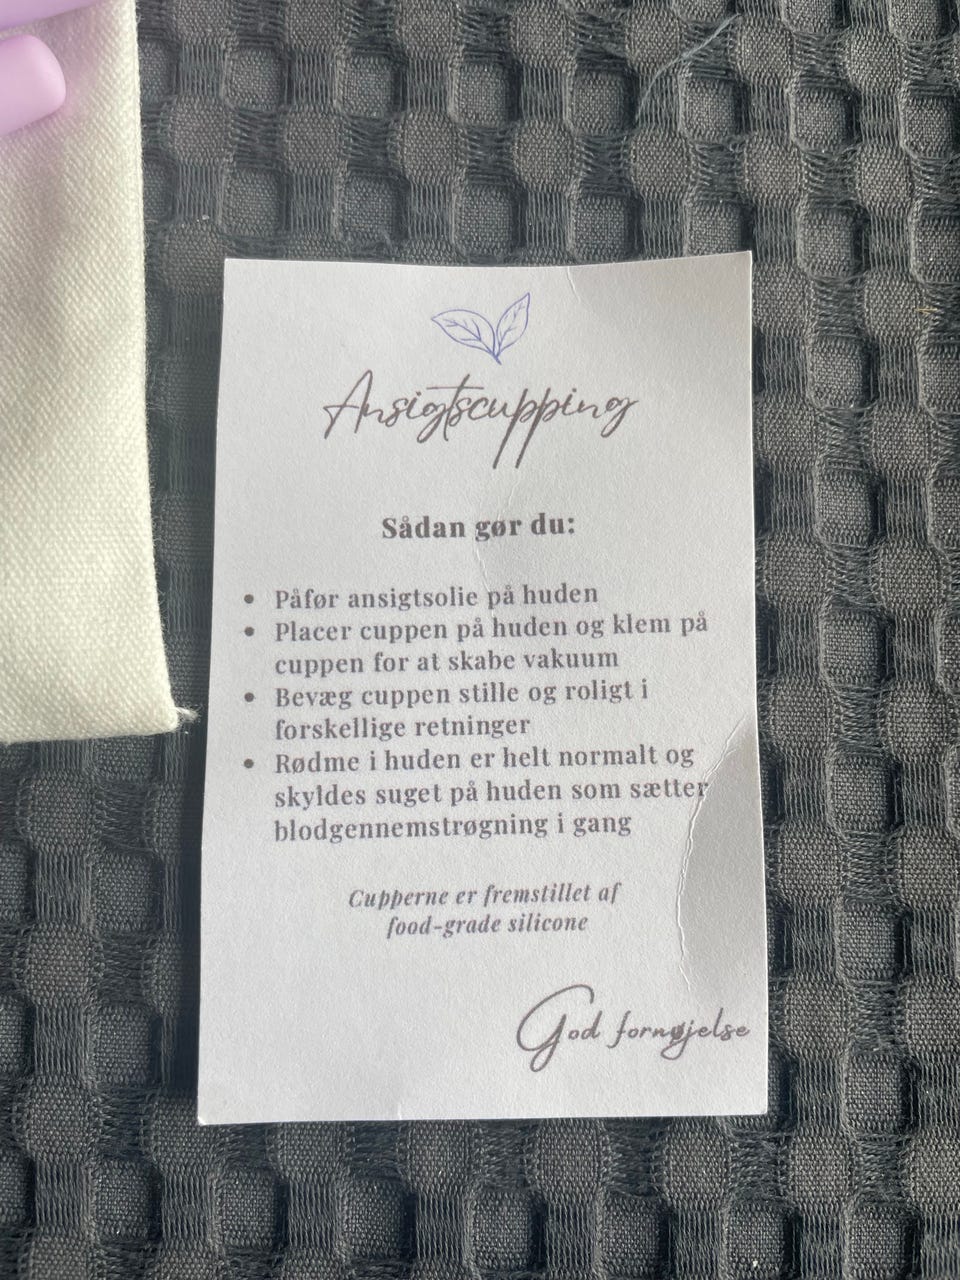 Ansigtscupping
Sådan gør du:
• Påfør ansigtsolie på huden
• Placer cuppen på huden og klem på
cuppen for at skabe vakuum
• Bevæg cuppen stille og roligt i
forskellige retninger
• Rødme i huden er helt normalt og
skyldes suget på huden som sætter
blodgennemstrøgning i gang
Cupperne er fremstillet af
food-grade silicone
God fornøjelse